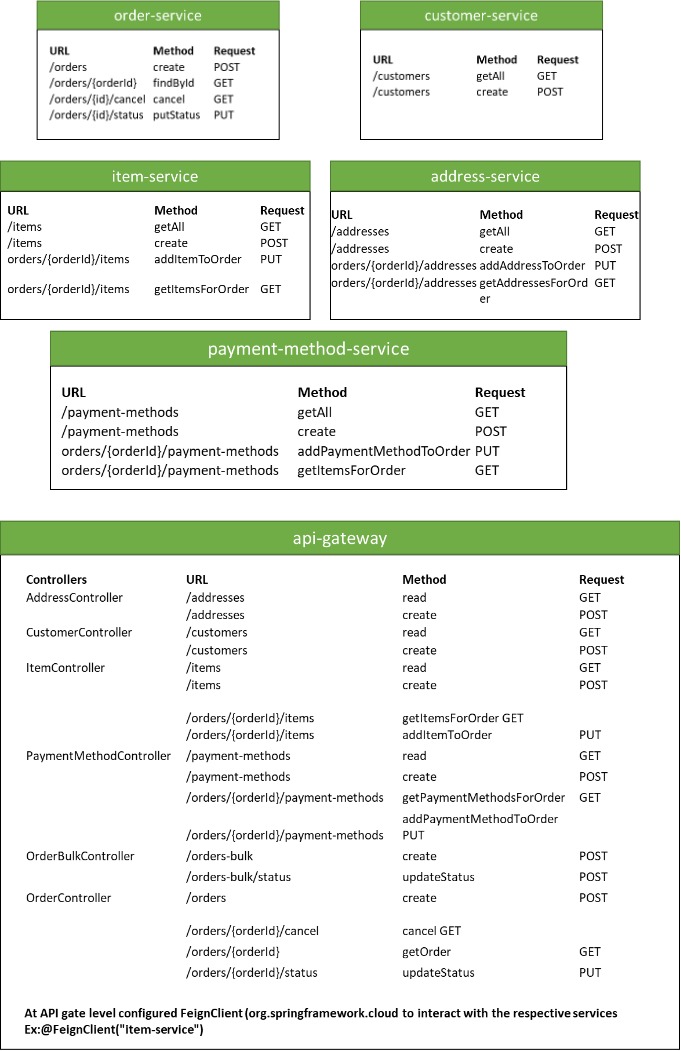 order-service
URL Method Request
/orders create POST
/orders/{orderId} findById GET
/orders/{id}/cancel cancel GET
/orders/{id}/status putStatus PUT
customer-service
URL Method Request
/customers getAll GET
/customers create POST
item-service
URL Method Request
/items getAll GET
/items create POST
orders/{orderId}/items addItemToOrder PUT
orders/{orderId}/items getItemsForOrder GET
address-service
URL Method Request
/addresses getAll GET
/addresses create POST
orders/{orderId}/addresses addAddressToOrder PUT
orders/{orderId}/addresses getAddressesForOrd GET
er
payment-method-service
URL Method Request
/payment-methods getAll GET
/payment-methods create POST
orders/{orderId}/payment-methods addPaymentMethodToOrder PUT
orders/{orderId}/payment-methods getItemsForOrder GET
api-gateway
Controllers URL Method Request
AddressController /addresses read GET
/addresses create POST
CustomerController /customers read GET
/customers create POST
ItemController /items read GET
/items create POST
/orders/{orderId}/items getItemsForOrder GET
/orders/{orderId}/items addItemToOrder PUT
PaymentMethodController /payment-methods read GET
/payment-methods create POST
/orders/{orderId}/payment-methods getPaymentMethodsForOrder GET
addPaymentMethodToOrder
/orders/{orderId}/payment-methods PUT
OrderBulkController /orders-bulk create POST
/orders-bulk/status updateStatus POST
OrderController /orders create POST
/orders/{orderId}/cancel cancel GET
/orders/{orderId} getOrder GET
/orders/{orderId}/status updateStatus PUT
At API gate level configured FeignClient(org.springframework.cloud to interact with the respective services
Ex:@FeignClient("item-service")